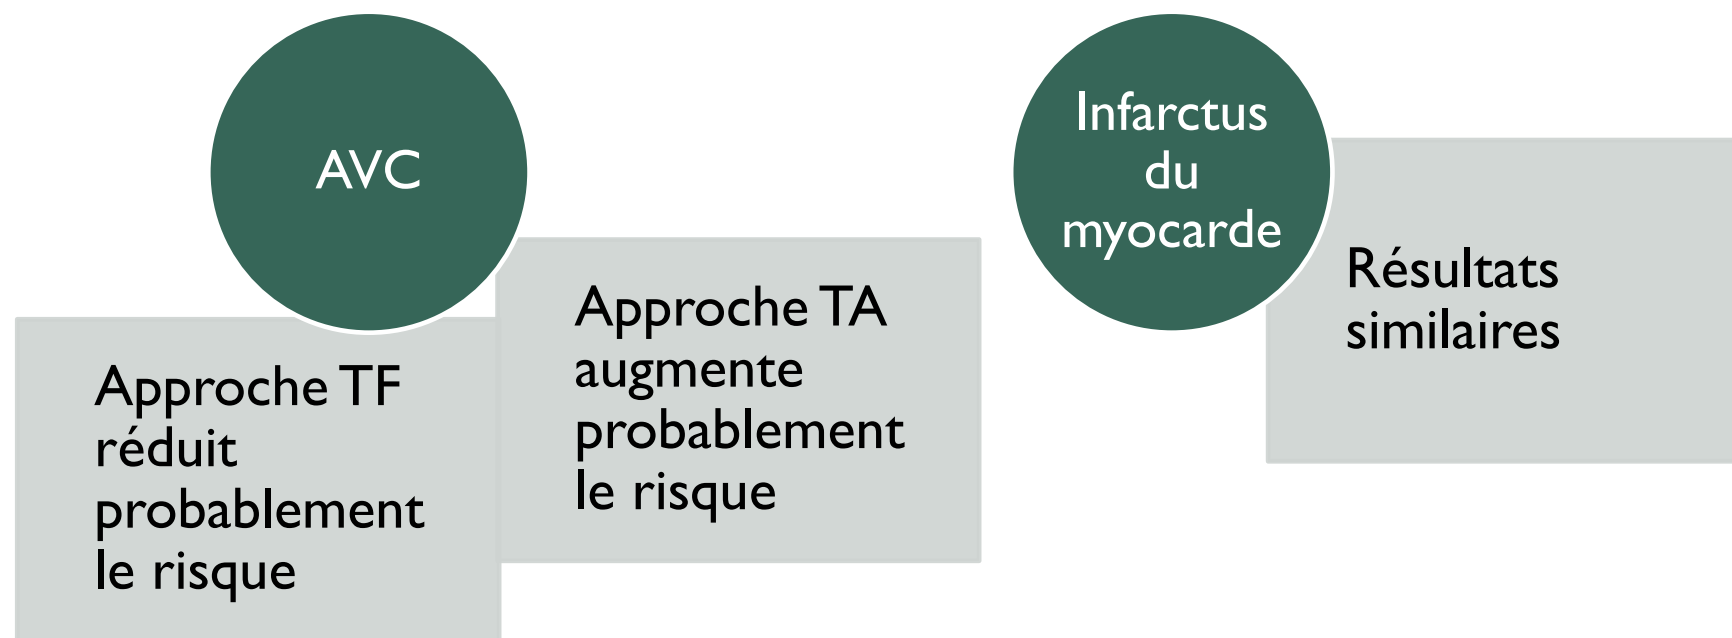 AVC
Approche TF
réduit
probablement
le risque
Approche TA
augmente
probablement
le risque
Infarctus
du
myocarde
Résultats
similaires